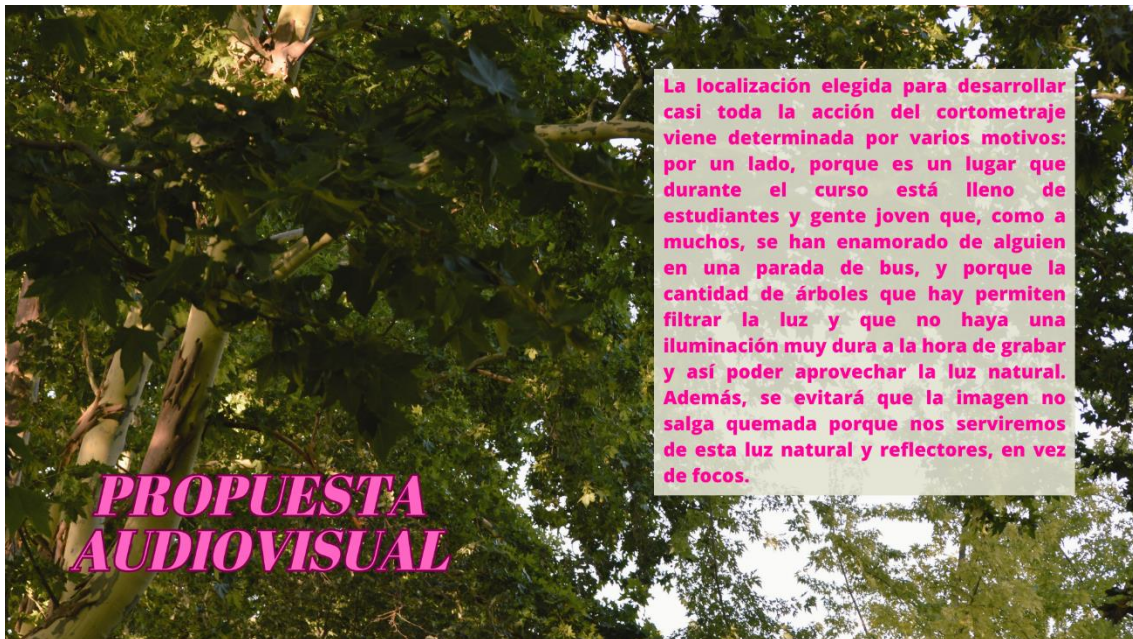 La localización elegida para desarrollar
casi toda la acción del cortometraje
viene determinada por varios motivos:
por un lado, porque es un lugar que
durante el curso está lleno de
estudiantes y gente joven que, como a
muchos, se han enamorado de alguien
en una parada de bus, y porque la
cantidad de árboles que hay permiten
filtrar la luz y que no haya una
iluminación muy dura a la hora de grabar
y así poder aprovechar la luz natural.
Además, se evitará que la imagen no
salga quemada porque nos serviremos
de esta luz natural y reflectores, en vez
de focos.
PROPUESTA
AUDIOVISUAL